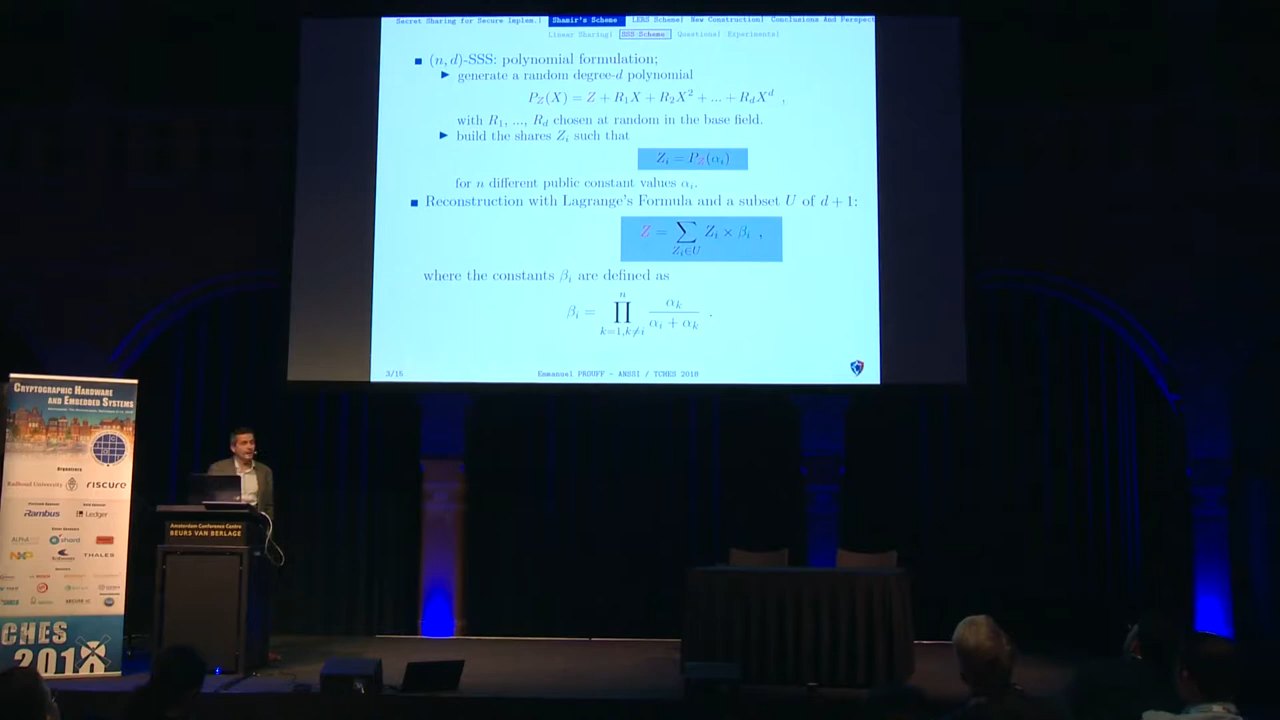 Secret Sharing for Secure Implem.| Shamir's Scheme LERS Scheme| New Construction| Conclusions And Perspect
Linear Sharing| SSS Scheme Questions| Experiments|
■ (n, d)-SSS: polynomial formulation;
▶ generate a random degree-d polynomial
P_Z(X) = Z + R_1X + R_2X^2 + ... + R_dX^d ,
with R_1, ..., R_d chosen at random in the base field.
▶ build the shares Z_i such that
Z_i = P_Z(α_i)
for n different public constant values α_i.
■ Reconstruction with Lagrange's Formula and a subset U of d + 1:
Z = ∑_{Z_i∈U} Z_i × β_i ,
where the constants β_i are defined as
β_i = ∏_{k=1,k≠i}^{n} α_k / (α_i + α_k) .
3/15 Emmanuel PROUFF - ANSSI / TCHES 2018
CRYPTOGRAPHIC HARDWARE
AND EMBEDDED SYSTEMS
Organizers
Radboud University riscure
Rambus Ledger
NXP THALES
CHES
2018
Amsterdam Conference Centre
BEURS VAN BERLAGE